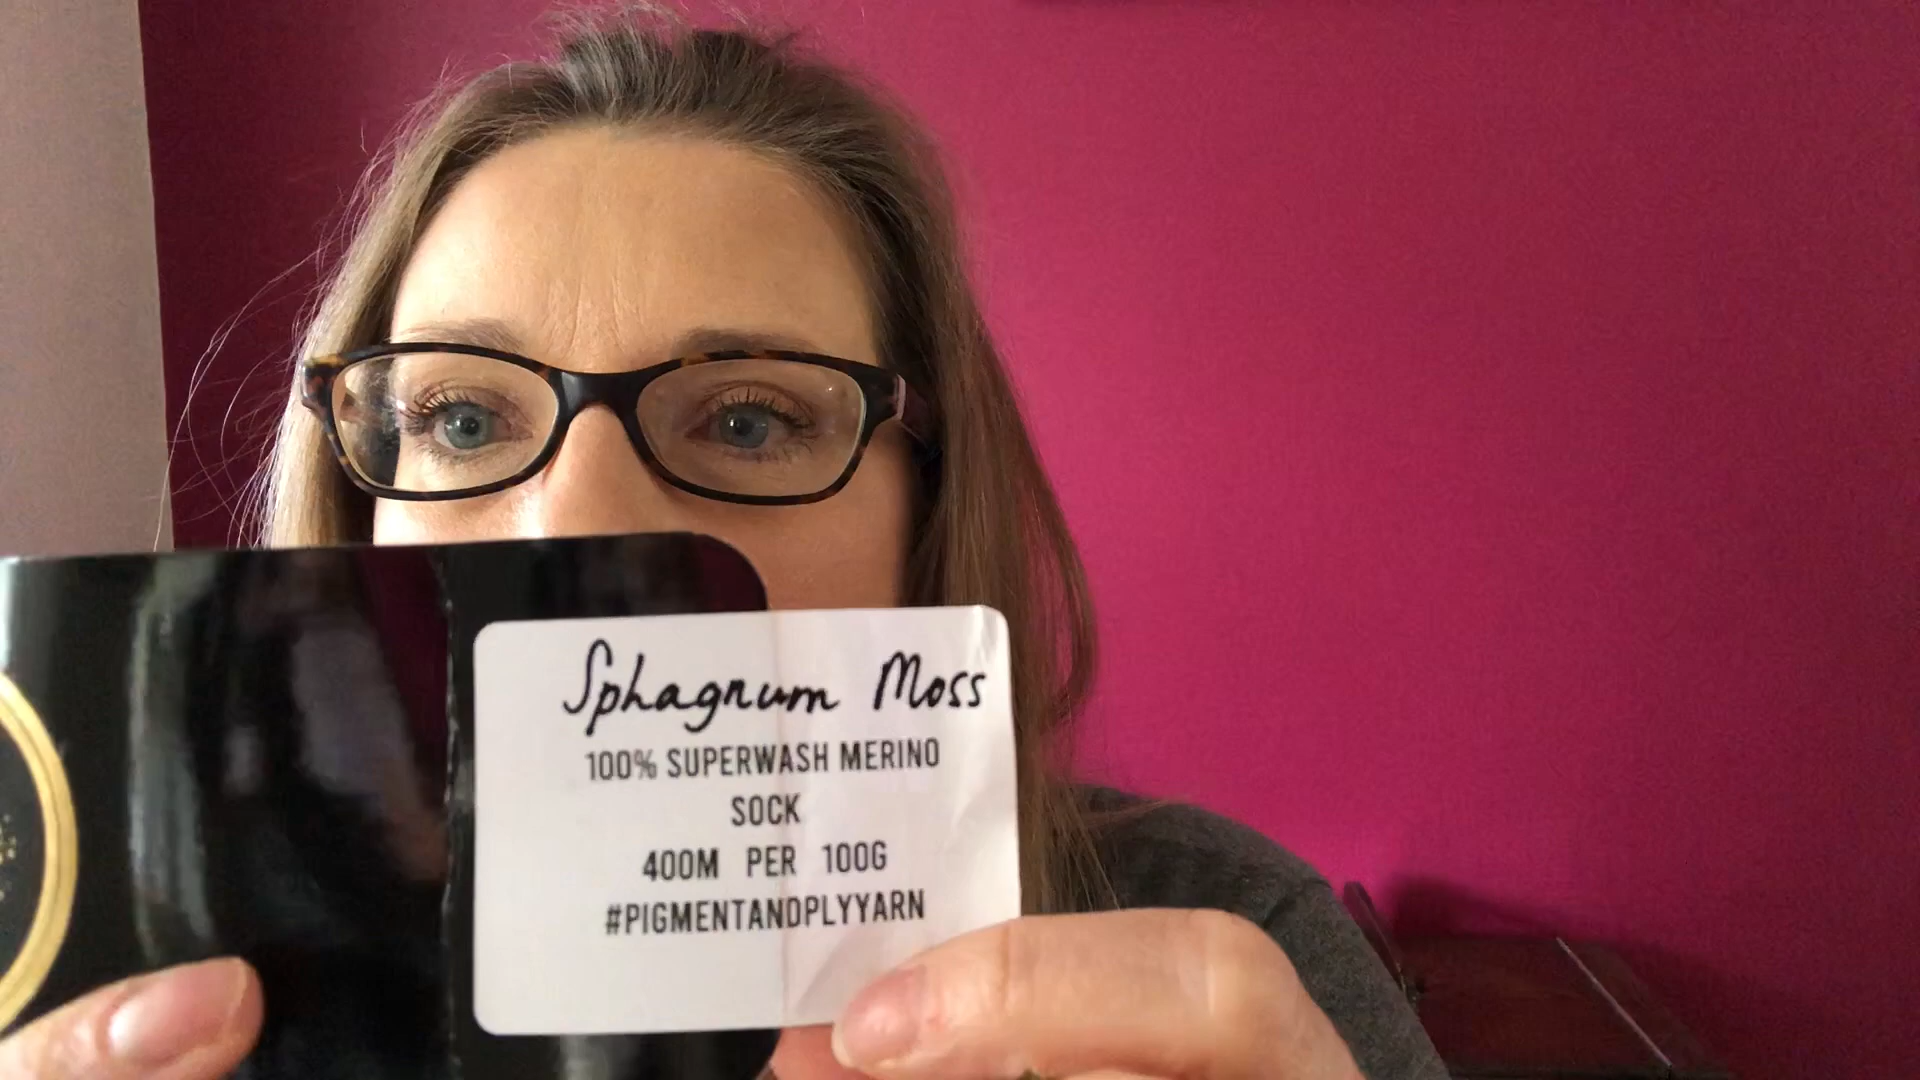 Sphagnum Moss
100% SUPERWASH MERINO
SOCK
400M PER 100G
#PIGMENTANDPLYYARN